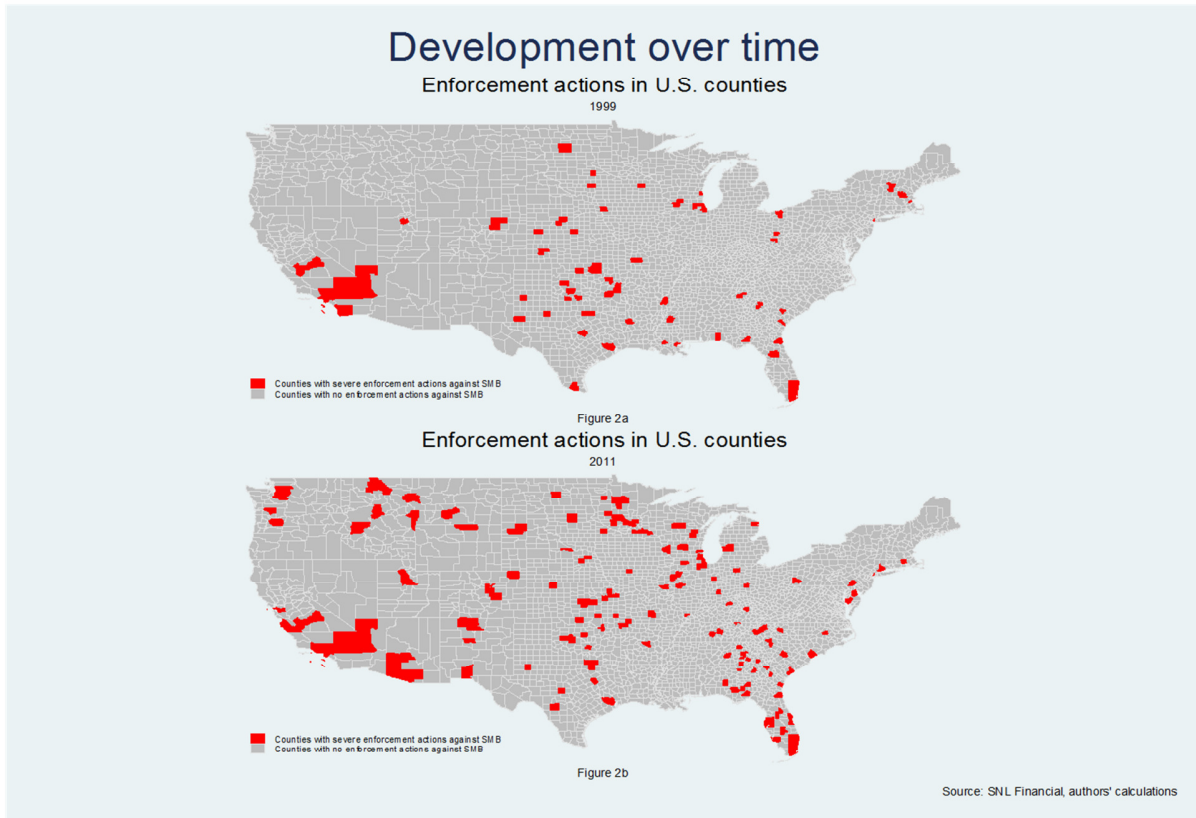 Development over time
Enforcement actions in U.S. counties
1999
Counties with severe enforcement actions against SMB
Counties with no enforcement actions against SMB
Figure 2a
Enforcement actions in U.S. counties
2011
Counties with severe enforcement actions against SMB
Counties with no enforcement actions against SMB
Figure 2b
Source: SNL Financial, authors' calculations